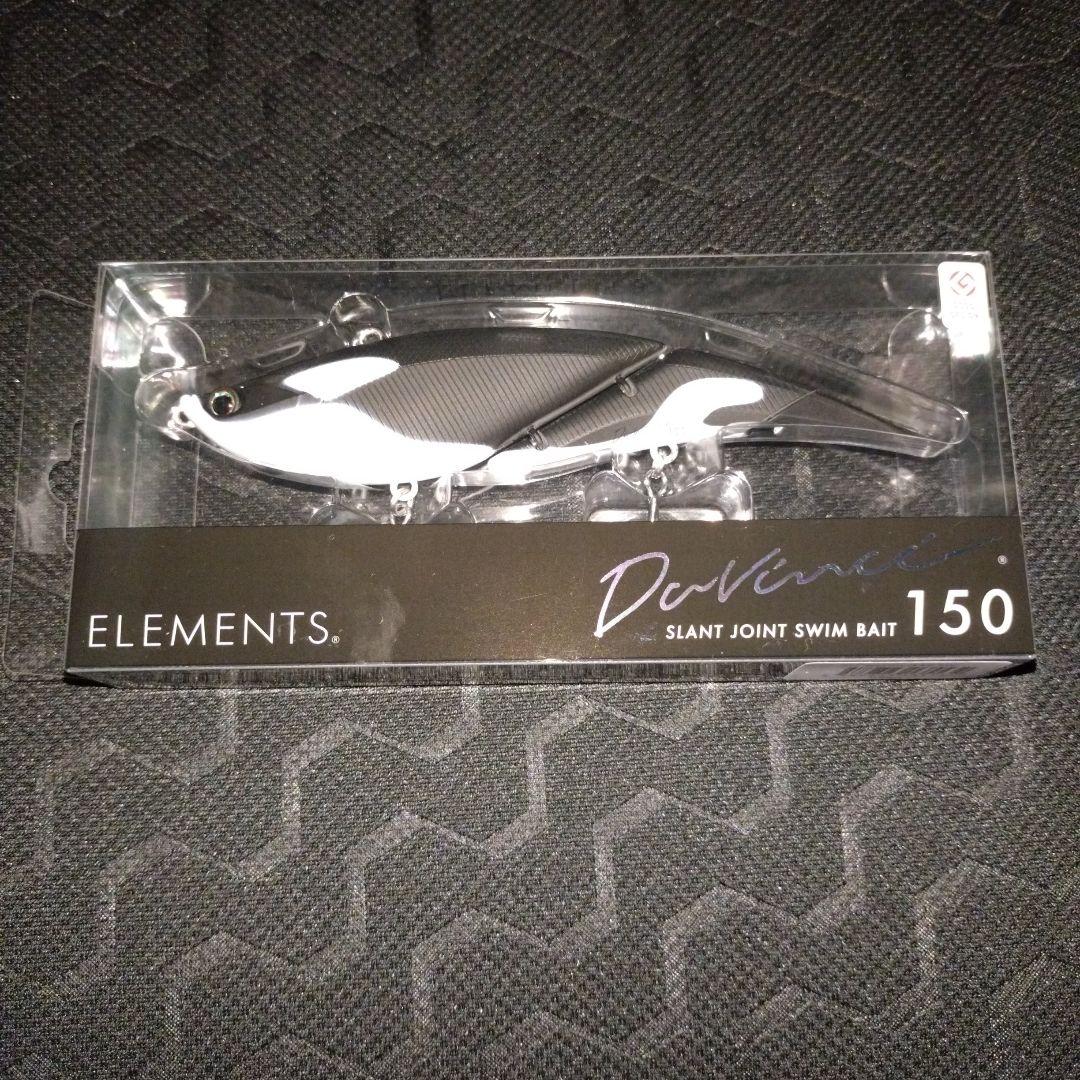 DaVinci®
ELEMENTS®
SLANT JOINT SWIM BAIT 150